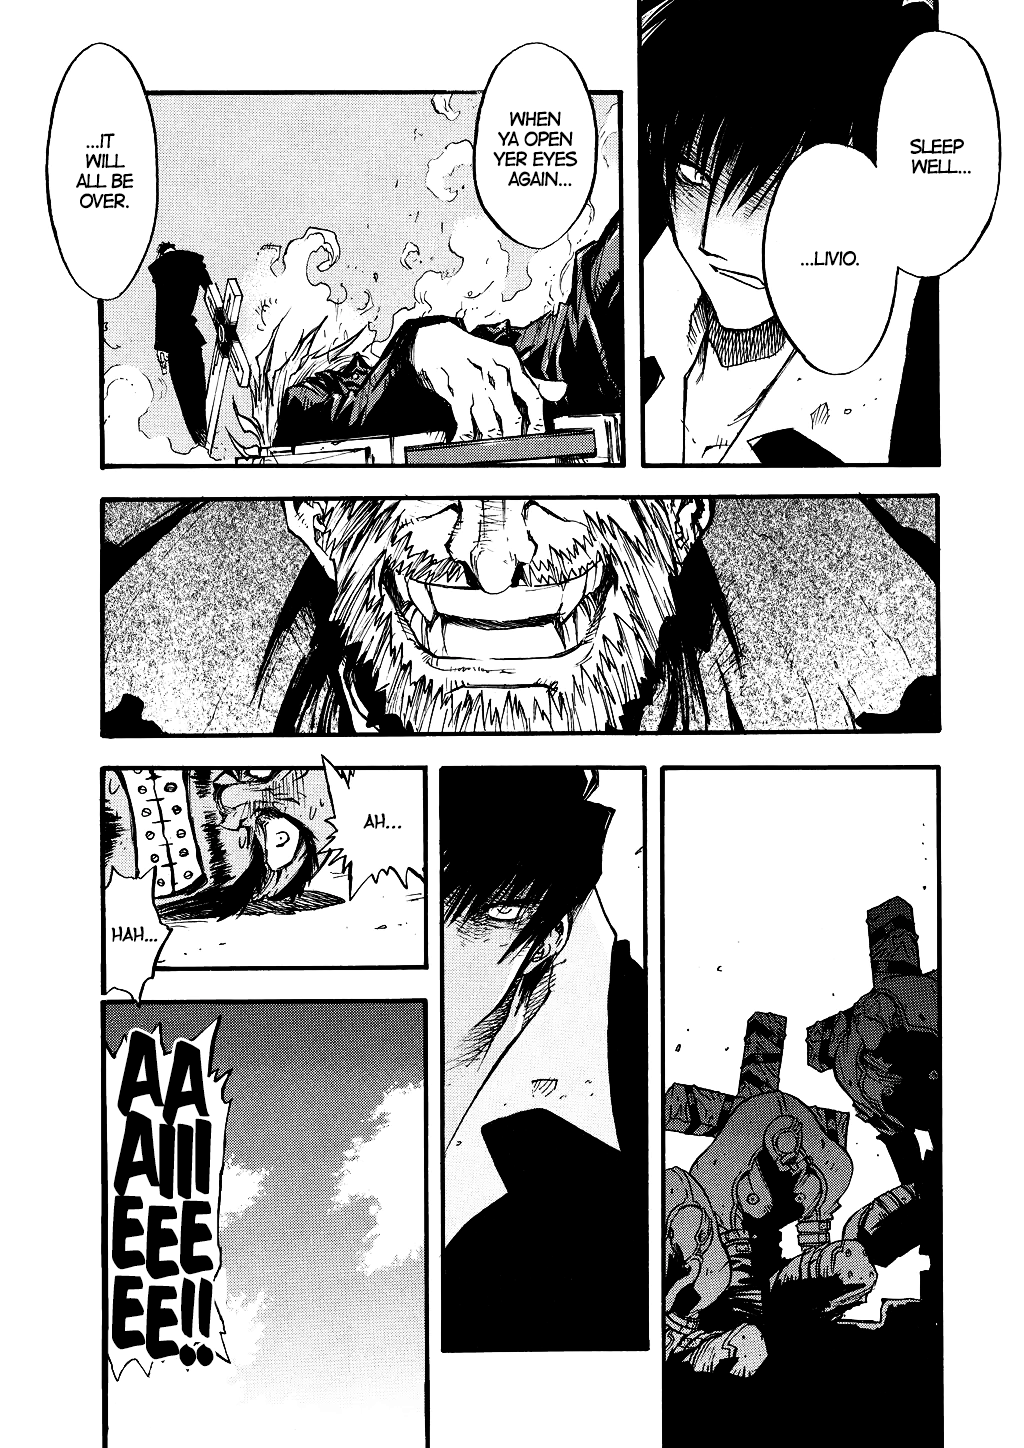 SLEEP
WELL...
...LIVIO.
WHEN
YA OPEN
YER EYES
AGAIN...
...IT
WILL
ALL BE
OVER.
AH...
HAH...
AA
AIII
EEE
EE!!